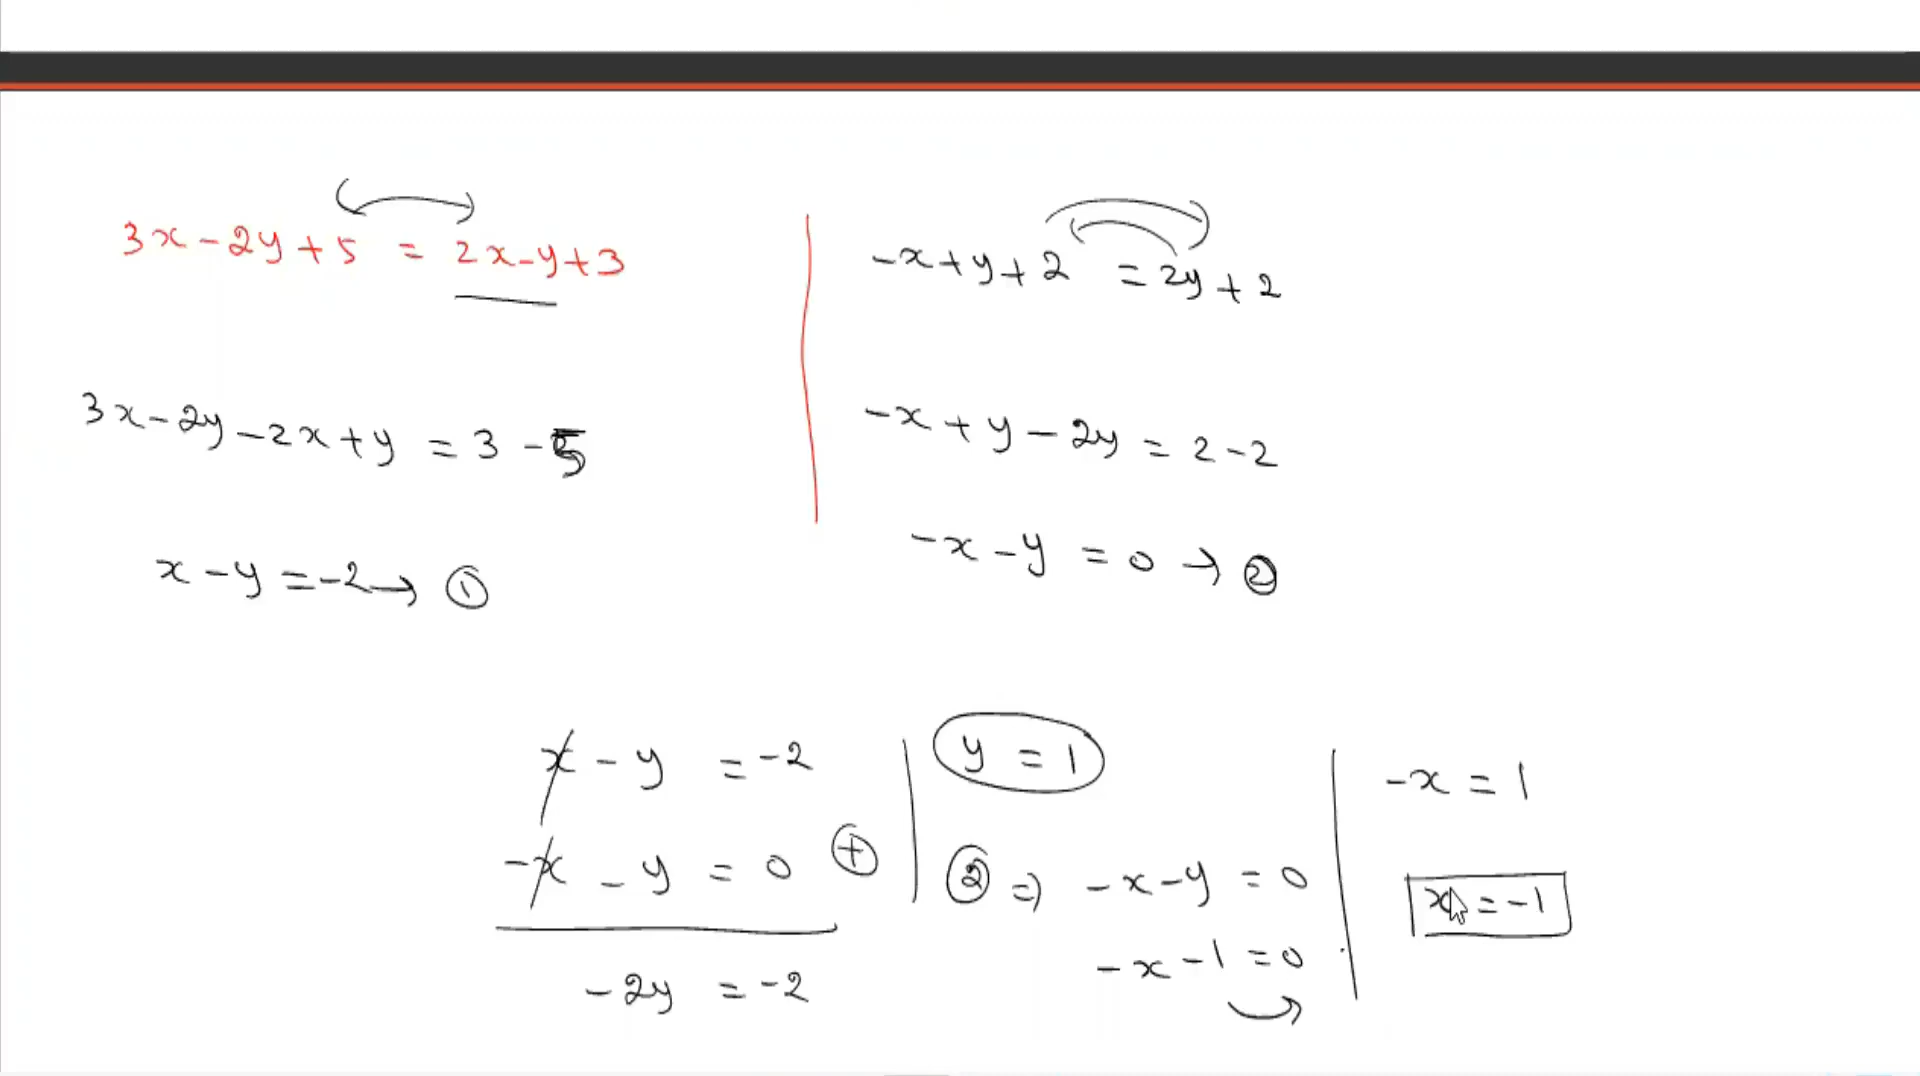 3x - 2y + 5 = 2x - y + 3
3x - 2y - 2x + y = 3 - 5
x - y = -2 → ①
-x + y + 2 = 2y + 2
-x + y - 2y = 2 - 2
-x - y = 0 → ②
x - y = -2
-x - y = 0 ⊕
-2y = -2
y = 1
② ⇒ -x - y = 0
-x - 1 = 0
-x = 1
x = -1